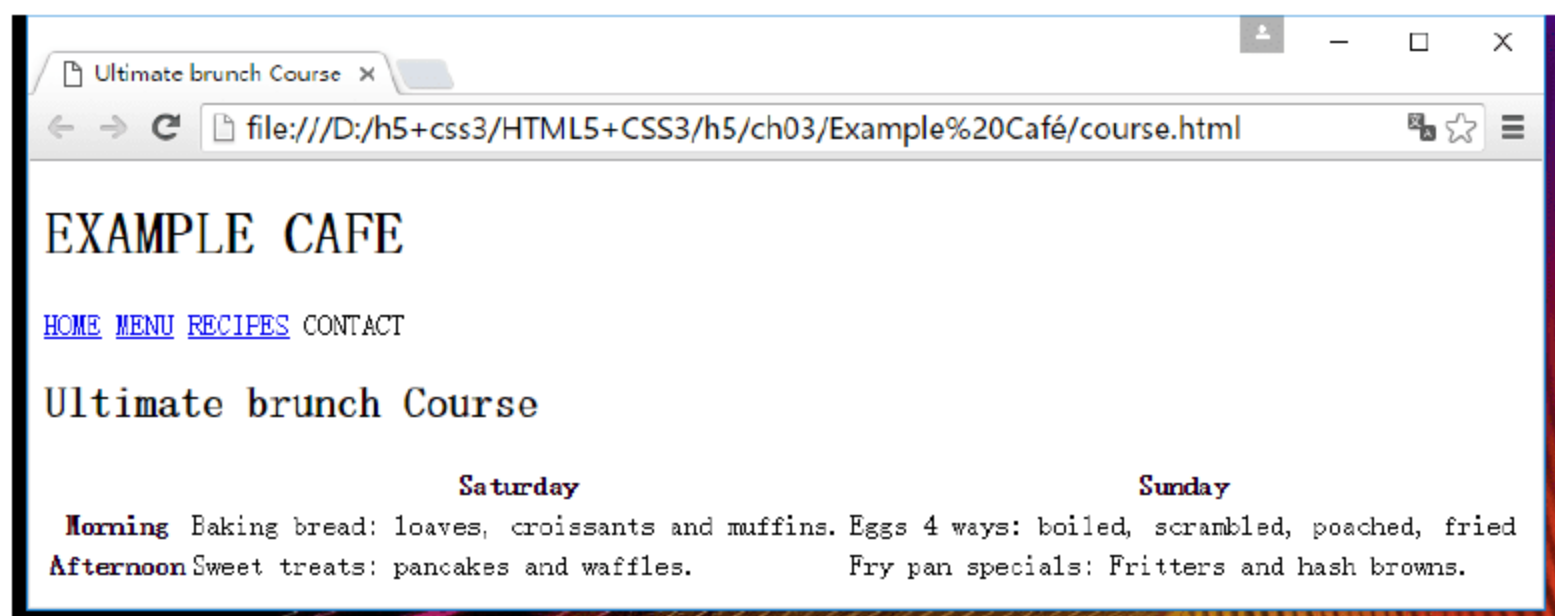 Ultimate brunch Course
file:///D:/h5+css3/HTML5+CSS3/h5/ch03/Example%20Café/course.html
EXAMPLE CAFE
HOME MENU RECIPES CONTACT
Ultimate brunch Course
Saturday Sunday
Morning Baking bread: loaves, croissants and muffins. Eggs 4 ways: boiled, scrambled, poached, fried
Afternoon Sweet treats: pancakes and waffles. Fry pan specials: Fritters and hash browns.